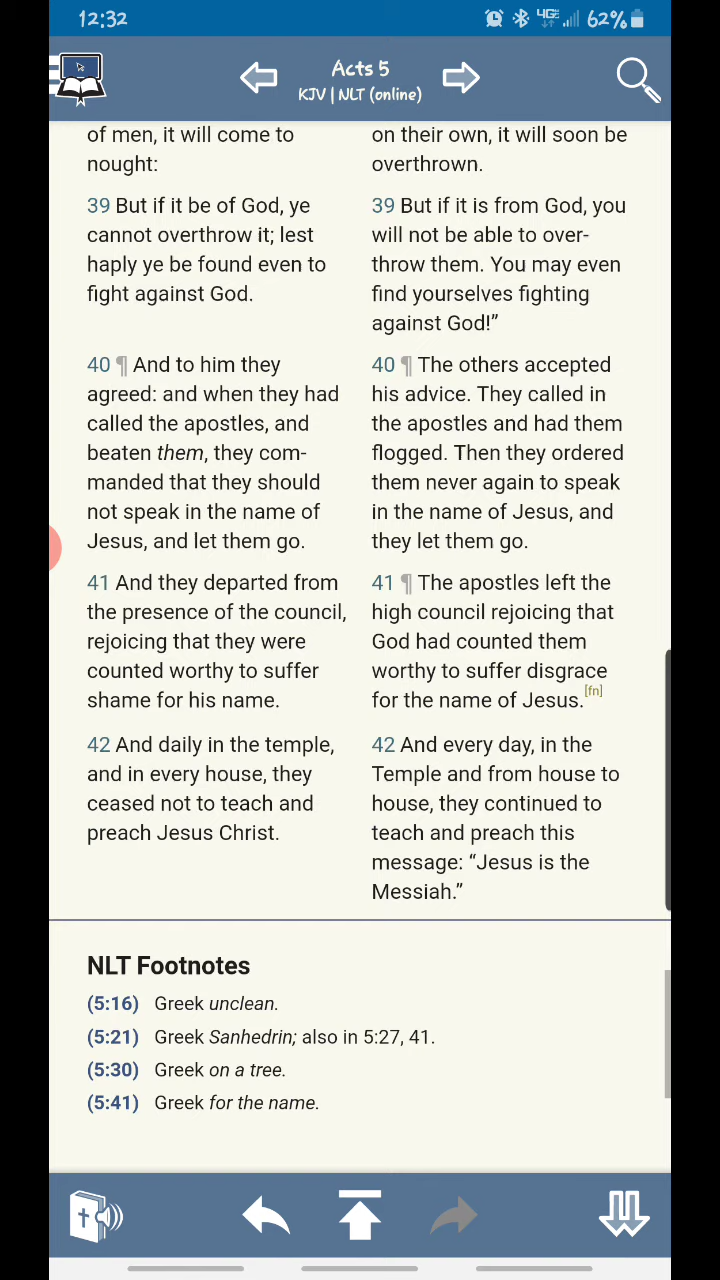 12:32
4GE 62%
Acts 5
KJV | NLT (online)
of men, it will come to
nought:
39 But if it be of God, ye
cannot overthrow it; lest
haply ye be found even to
fight against God.
40 ¶ And to him they
agreed: and when they had
called the apostles, and
beaten them, they com-
manded that they should
not speak in the name of
Jesus, and let them go.
41 And they departed from
the presence of the council,
rejoicing that they were
counted worthy to suffer
shame for his name.
42 And daily in the temple,
and in every house, they
ceased not to teach and
preach Jesus Christ.
on their own, it will soon be
overthrown.
39 But if it is from God, you
will not be able to over-
throw them. You may even
find yourselves fighting
against God!”
40 ¶ The others accepted
his advice. They called in
the apostles and had them
flogged. Then they ordered
them never again to speak
in the name of Jesus, and
they let them go.
41 ¶ The apostles left the
high council rejoicing that
God had counted them
worthy to suffer disgrace
for the name of Jesus.[fn]
42 And every day, in the
Temple and from house to
house, they continued to
teach and preach this
message: “Jesus is the
Messiah.”
NLT Footnotes
(5:16) Greek unclean.
(5:21) Greek Sanhedrin; also in 5:27, 41.
(5:30) Greek on a tree.
(5:41) Greek for the name.